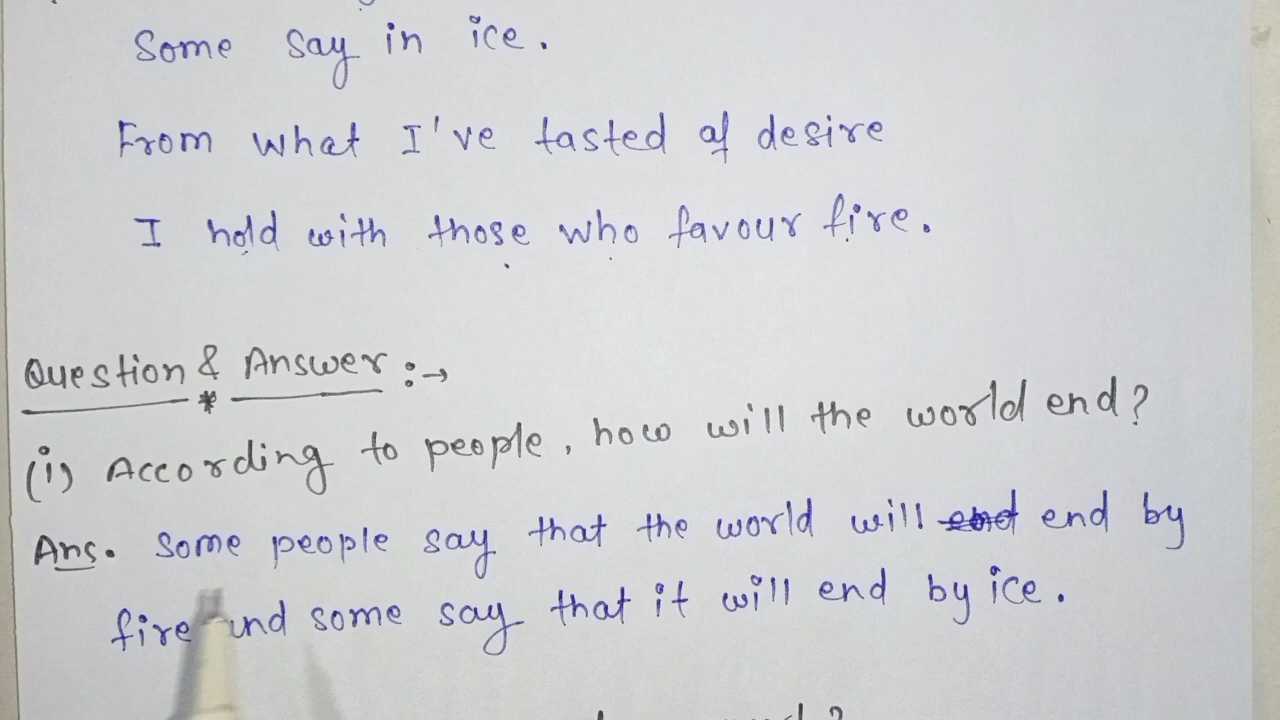 Some say in ice.
From what I've tasted of desire
I hold with those who favour fire.
Question & Answer :→
*
(i) According to people, how will the world end?
Ans. Some people say that the world will end end by
fire and some say that it will end by ice.